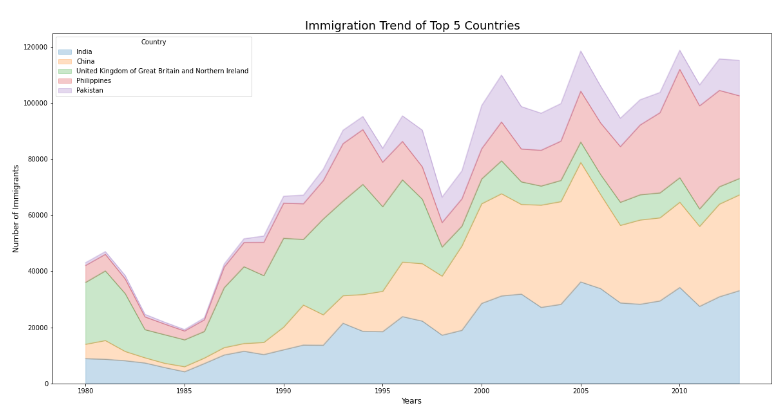 Immigration Trend of Top 5 Countries
Country
India
China
United Kingdom of Great Britain and Northern Ireland
Philippines
Pakistan
120000
100000
80000
60000
40000
20000
0
Number of Immigrants
1980 1985 1990 1995 2000 2005 2010
Years